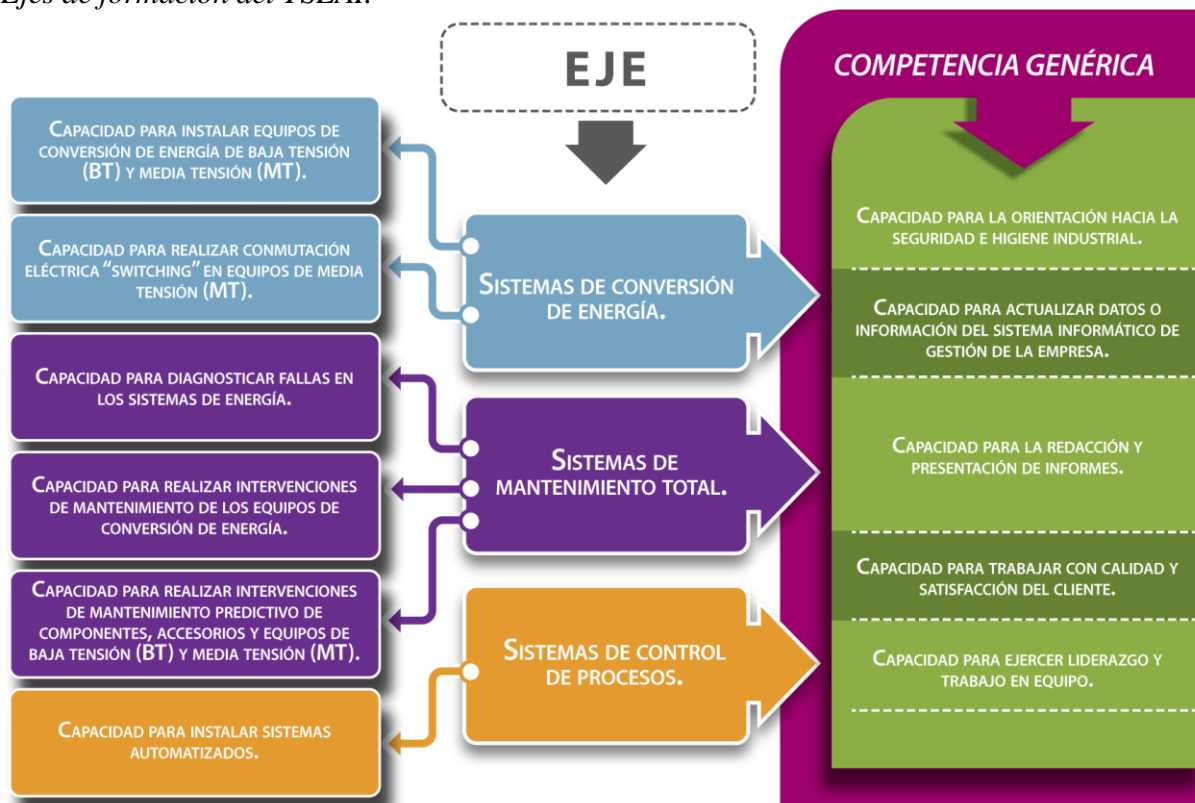 Ejes de formación del TSEAI.
EJE
COMPETENCIA GENÉRICA
CAPACIDAD PARA INSTALAR EQUIPOS DE
CONVERSIÓN DE ENERGÍA DE BAJA TENSIÓN
(BT) Y MEDIA TENSIÓN (MT).
CAPACIDAD PARA REALIZAR CONMUTACIÓN
ELÉCTRICA “SWITCHING” EN EQUIPOS DE MEDIA
TENSIÓN (MT).
CAPACIDAD PARA DIAGNOSTICAR FALLAS EN
LOS SISTEMAS DE ENERGÍA.
CAPACIDAD PARA REALIZAR INTERVENCIONES
DE MANTENIMIENTO DE LOS EQUIPOS DE
CONVERSIÓN DE ENERGÍA.
CAPACIDAD PARA REALIZAR INTERVENCIONES
DE MANTENIMIENTO PREDICTIVO DE
COMPONENTES, ACCESORIOS Y EQUIPOS DE
BAJA TENSIÓN (BT) Y MEDIA TENSIÓN (MT).
CAPACIDAD PARA INSTALAR SISTEMAS
AUTOMATIZADOS.
SISTEMAS DE CONVERSIÓN
DE ENERGÍA.
SISTEMAS DE
MANTENIMIENTO TOTAL.
SISTEMAS DE CONTROL
DE PROCESOS.
CAPACIDAD PARA LA ORIENTACIÓN HACIA LA
SEGURIDAD E HIGIENE INDUSTRIAL.
CAPACIDAD PARA ACTUALIZAR DATOS O
INFORMACIÓN DEL SISTEMA INFORMÁTICO DE
GESTIÓN DE LA EMPRESA.
CAPACIDAD PARA LA REDACCIÓN Y
PRESENTACIÓN DE INFORMES.
CAPACIDAD PARA TRABAJAR CON CALIDAD Y
SATISFACCIÓN DEL CLIENTE.
CAPACIDAD PARA EJERCER LIDERAZGO Y
TRABAJO EN EQUIPO.